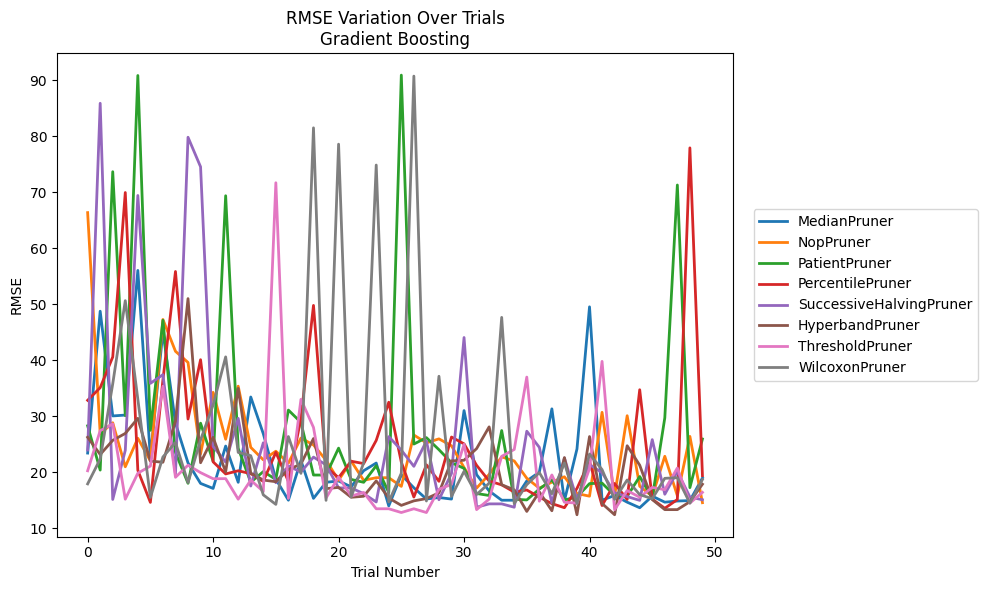 RMSE Variation Over Trials
Gradient Boosting
90
80
70
60
50
40
30
20
10
RMSE
0
10
20
30
40
50
Trial Number
MedianPruner
NopPruner
PatientPruner
PercentilePruner
SuccessiveHalvingPruner
HyperbandPruner
ThresholdPruner
WilcoxonPruner